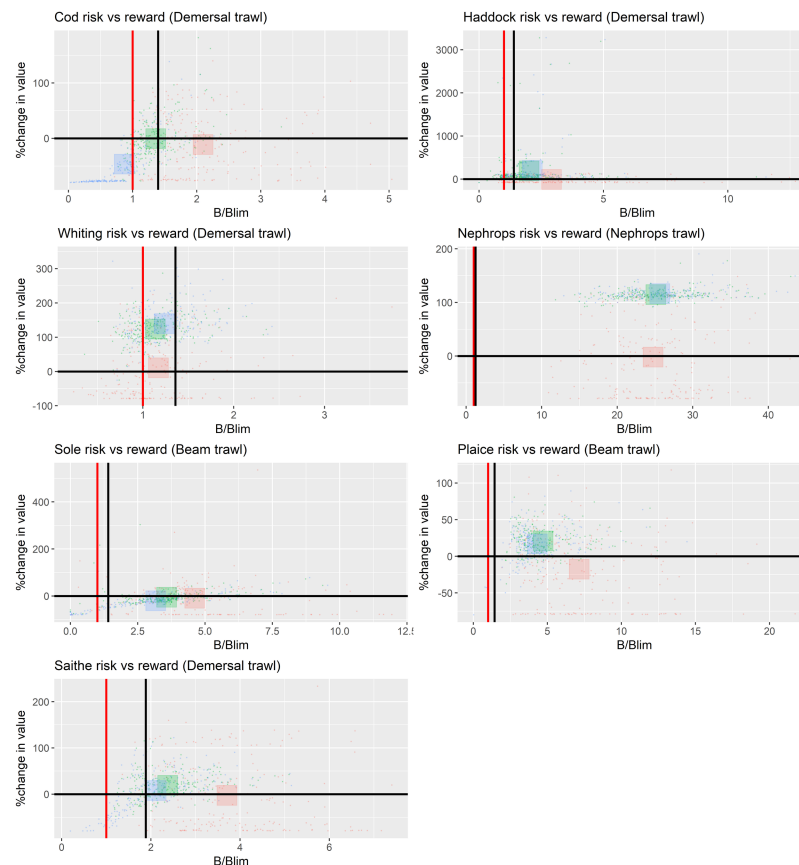 Cod risk vs reward (Demersal trawl)
%change in value
100
0
0 1 2 3 4 5
B/Blim
Haddock risk vs reward (Demersal trawl)
%change in value
3000
2000
1000
0
0 5 10
B/Blim
Whiting risk vs reward (Demersal trawl)
%change in value
300
200
100
0
-100
1 2 3
B/Blim
Nephrops risk vs reward (Nephrops trawl)
%change in value
200
100
0
0 10 20 30 40
B/Blim
Sole risk vs reward (Beam trawl)
%change in value
400
200
0
0.0 2.5 5.0 7.5 10.0 12.5
B/Blim
Plaice risk vs reward (Beam trawl)
%change in value
100
50
0
-50
0 5 10 15 20
B/Blim
Saithe risk vs reward (Demersal trawl)
%change in value
200
100
0
0 2 4 6
B/Blim